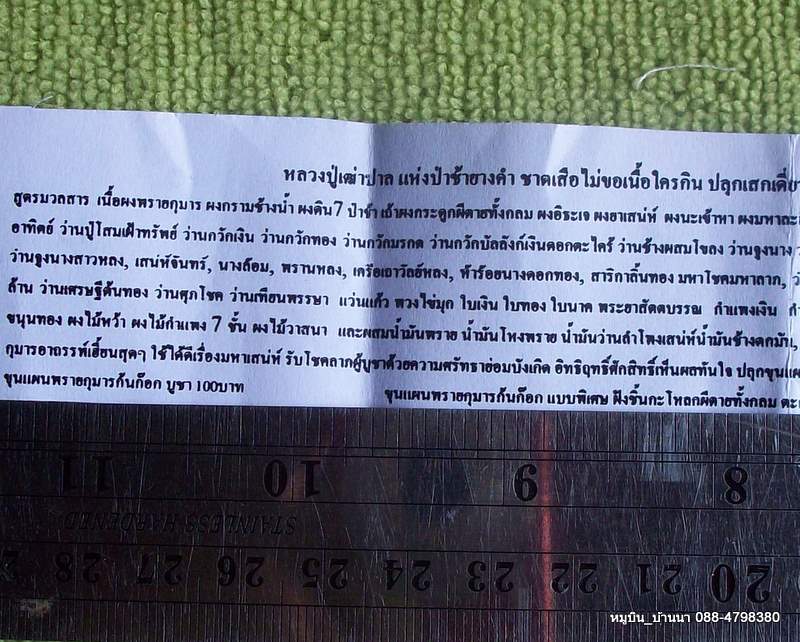 หลวงปู่เฒ่าปาล แห่งป่าช้ายางคำ ชาตเสือไม่ขอเนื้อใครกิน ปลุกเสกเดี่ยว
สูตรมวลสาร เนื้อผงพรายกุมาร ผงกรามช้างน้ำ ผงดิน7 ป่าช้า เถ้าผงกระดูกผีตายทั้งกลม ผงอิธะเจ ผงยาเสน่ห์ ผงนะเจ้าหา
อาทิตย์ ว่านปู่โสมเฝ้าทรัพย์ ว่านกวักเงิน ว่านกวักทอง ว่านกวักมรกต ว่านกวักบัลลังก์เงินดอกตะไคร้ ว่านช้างผสมโขลง ว่านจูงนาง
ว่านจูงนางสาวหลง, เสน่ห์จันทร์, นางล้อม, พรานหลง, เครือเถาวัลย์หลง, ห้าร้อยนางดอกทอง, สาริกาลิ้นทอง มหาโชคมหาลาภ,
ล้าน ว่านเศรษฐีต้นทอง ว่านศุภโชค ว่านเทียนพรรษา แว่นแก้ว พวงไข่มุก ใบเงิน ใบทอง ใบนาค พระยาสัตตบรรณ กำแพงเงิน
ขนุนทอง ผงไม้หว้า ผงไม้กำแพง 7 ชั้น ผงไม้วาสนา และผสมน้ำมันพราย น้ำมันโหงพราย น้ำมันว่านลำโพงเสน่ห์น้ำมันช้างตกมัน,
กุมารอาถรรพ์เฮี้ยนสุดๆ ใช้ได้ดีเรื่องมหาเสน่ห์ รับโชคลาภผู้บูชาด้วยความศรัทธาย่อมบังเกิด อิทธิฤทธิ์ศักสิทธิ์เห็นผลทันใจ ปลุกขุนแผน
ขุนแผนพรายกุมารก้นก๊อก บูชา 100บาท
ขุนแผนพรายกุมารก้นก๊อก แบบพิเศษ ฝังชิ้นกะโหลกผีตายทั้งกลม
11 10 9 8
STAINLESS HARDENED
28 27 26 25 24 23 22 21 20
หมูบิน_บ้านนา 088-4798380